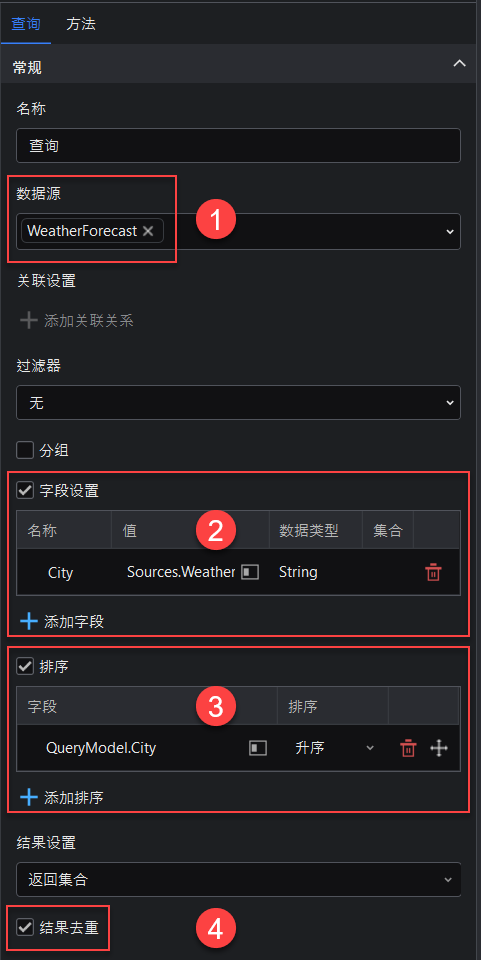 查询 方法
常规
名称
查询
数据源
1
WeatherForecast
关联设置
添加关联关系
过滤器
无
分组
字段设置
名称 值 2 数据类型 集合
City Sources.Weather String
添加字段
排序
字段 3 排序
QueryModel.City 升序
添加排序
结果设置
返回集合
结果去重 4